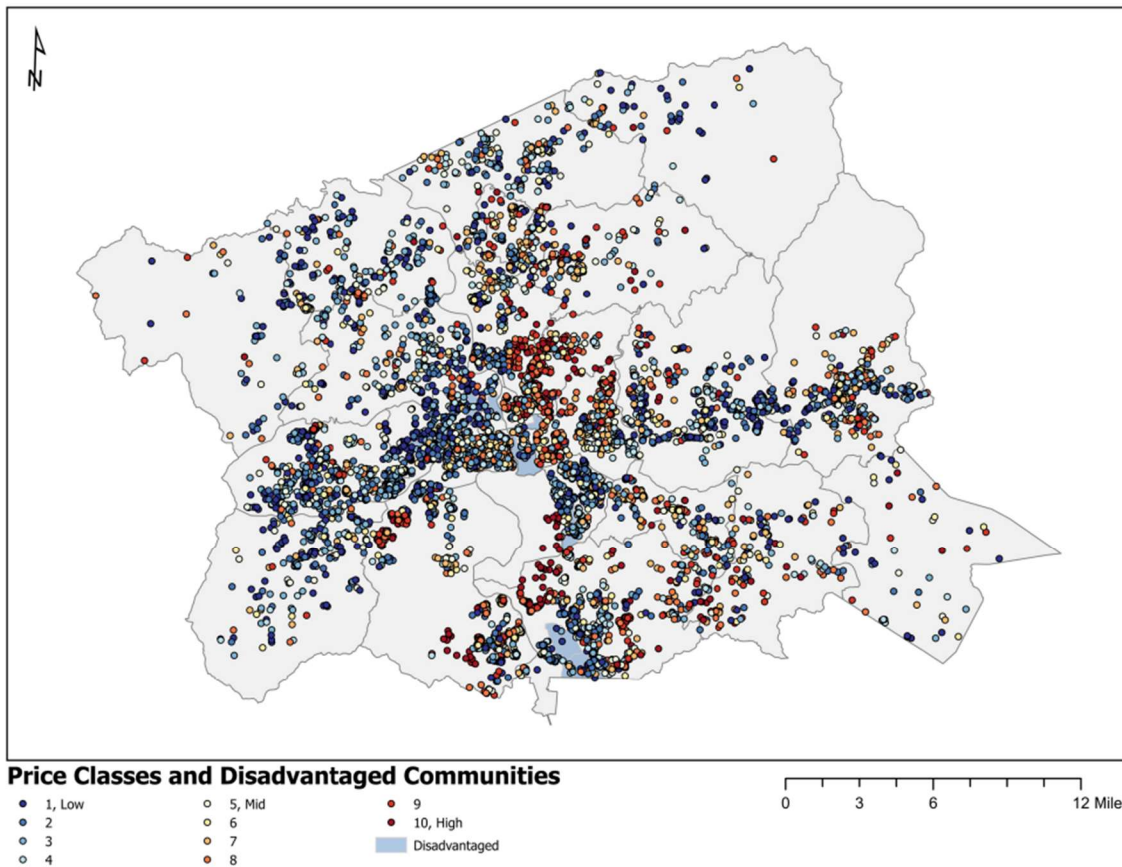 N
Price Classes and Disadvantaged Communities
1, Low
2
3
4
5, Mid
6
7
8
9
10, High
Disadvantaged
0 3 6 12 Mile